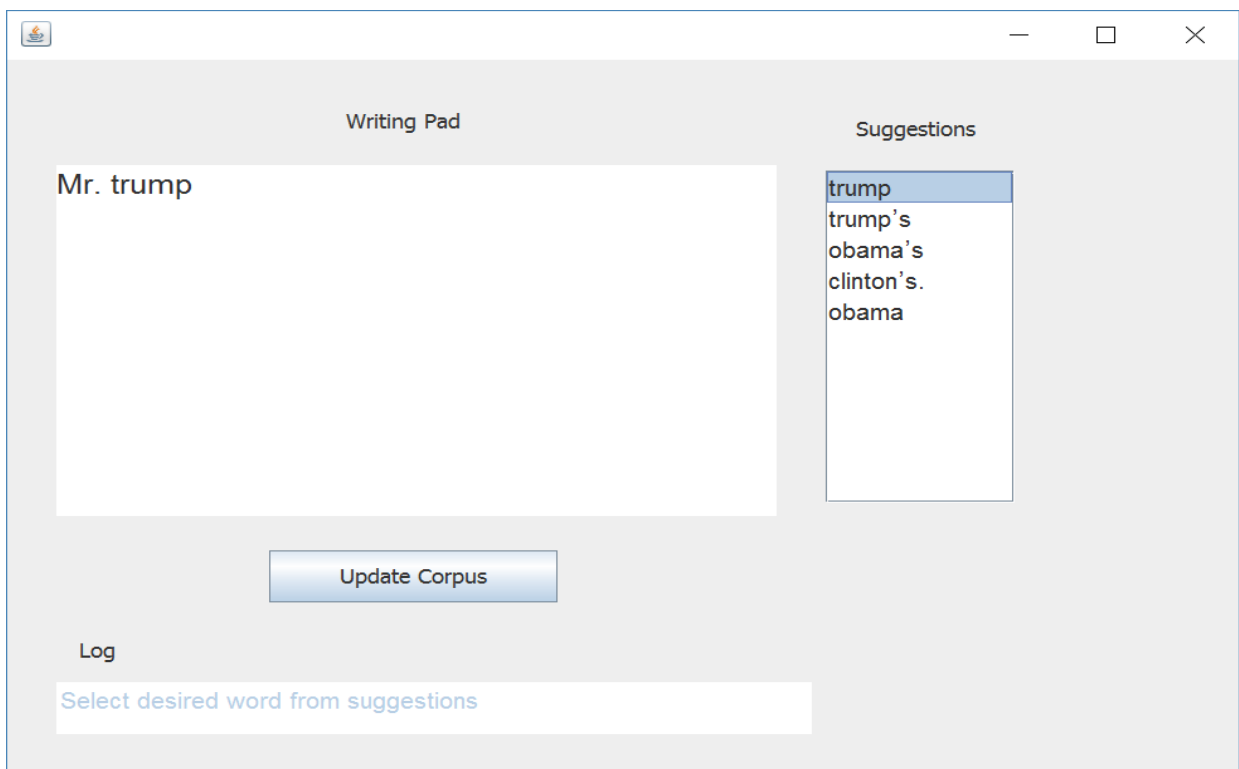 Writing Pad
Suggestions
Mr. trump
trump
trump’s
obama’s
clinton’s.
obama
Update Corpus
Log
Select desired word from suggestions